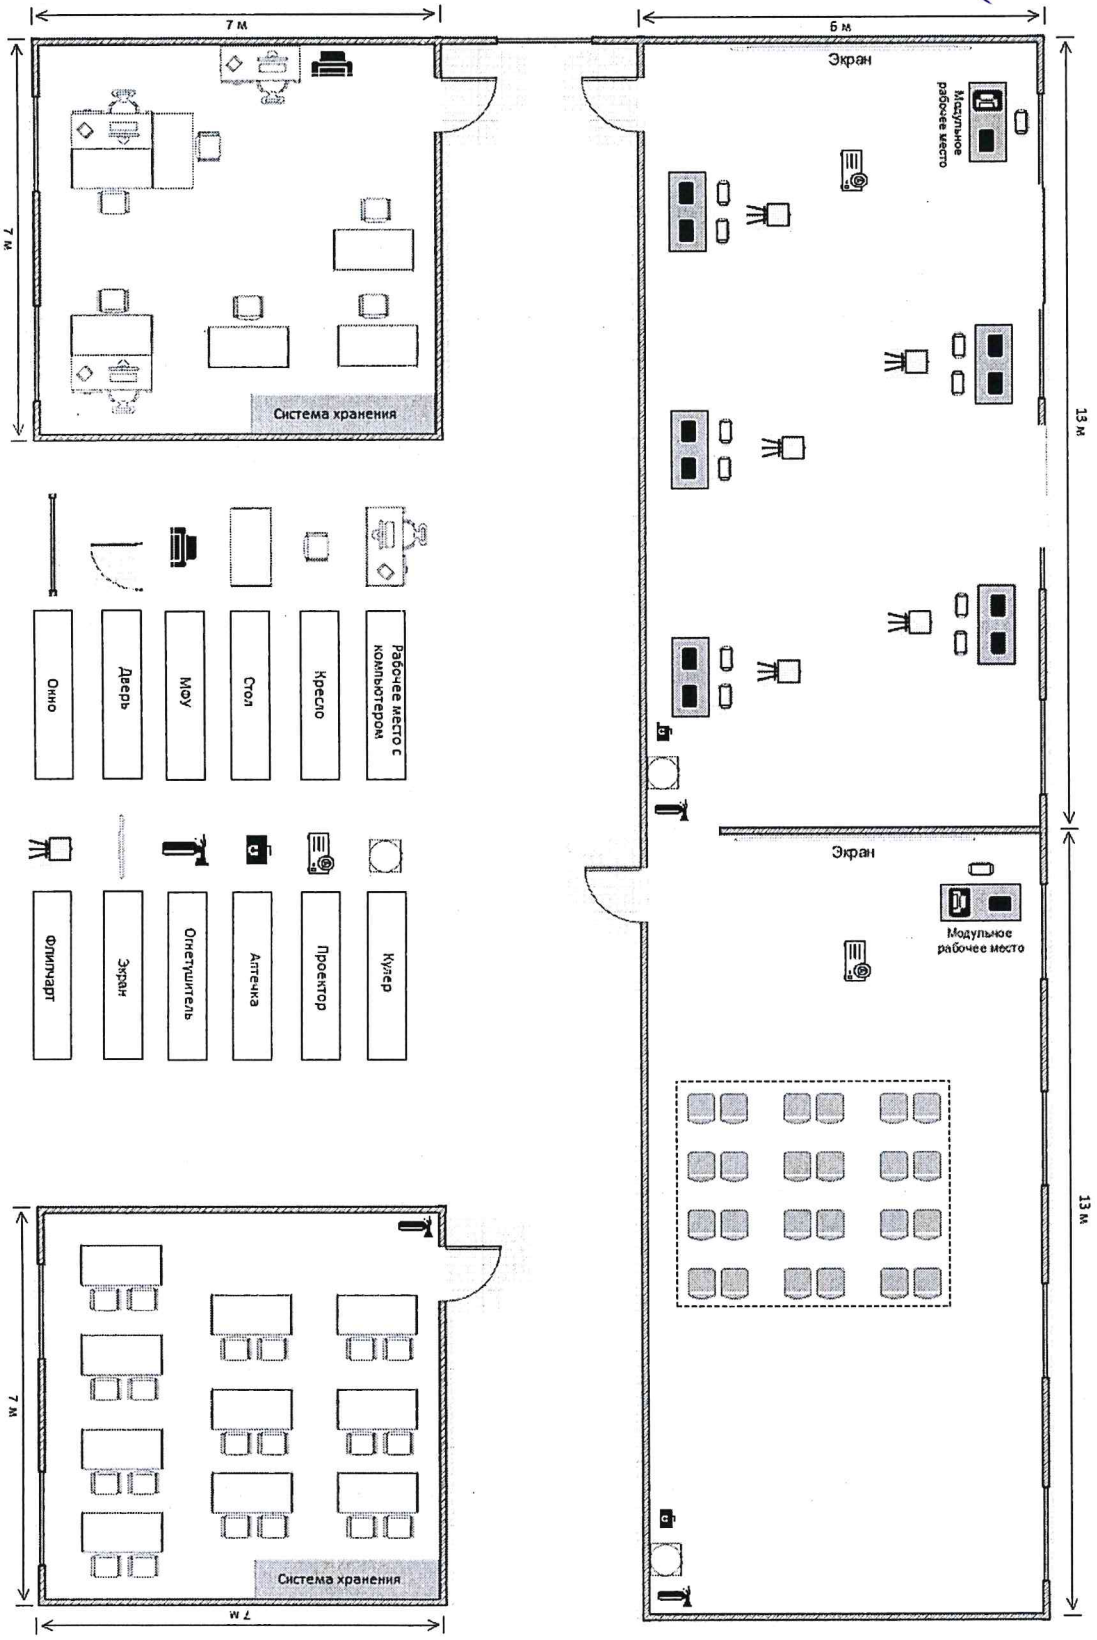 7 м
6 м
Экран
Модульное
рабочее место
7 м
13 м
Система хранения
Рабочее место с
компьютером
Кресло
Стол
МФУ
Дверь
Окно
Экран
Модульное
рабочее место
Кулер
Проектор
Аптечка
Огнетушитель
Экран
Флипчарт
13 м
7 м
Система хранения
7 м